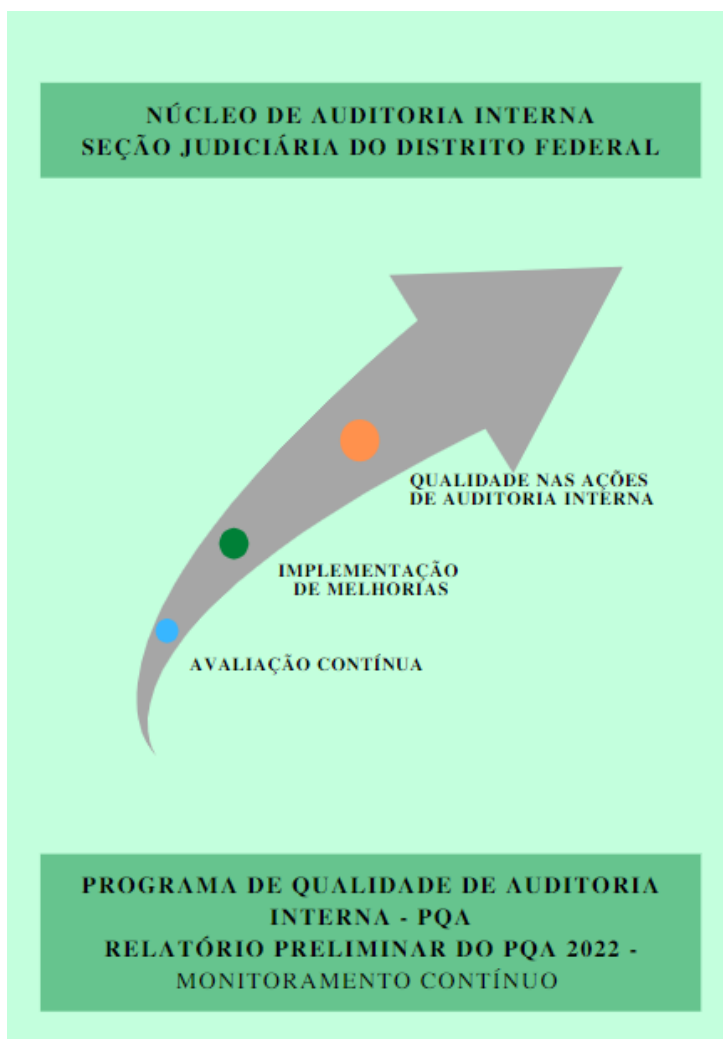 NÚCLEO DE AUDITORIA INTERNA
SEÇÃO JUDICIÁRIA DO DISTRITO FEDERAL
QUALIDADE NAS AÇÕES
DE AUDITORIA INTERNA
IMPLEMENTAÇÃO
DE MELHORIAS
AVALIAÇÃO CONTÍNUA
PROGRAMA DE QUALIDADE DE AUDITORIA
INTERNA - PQA
RELATÓRIO PRELIMINAR DO PQA 2022 -
MONITORAMENTO CONTÍNUO